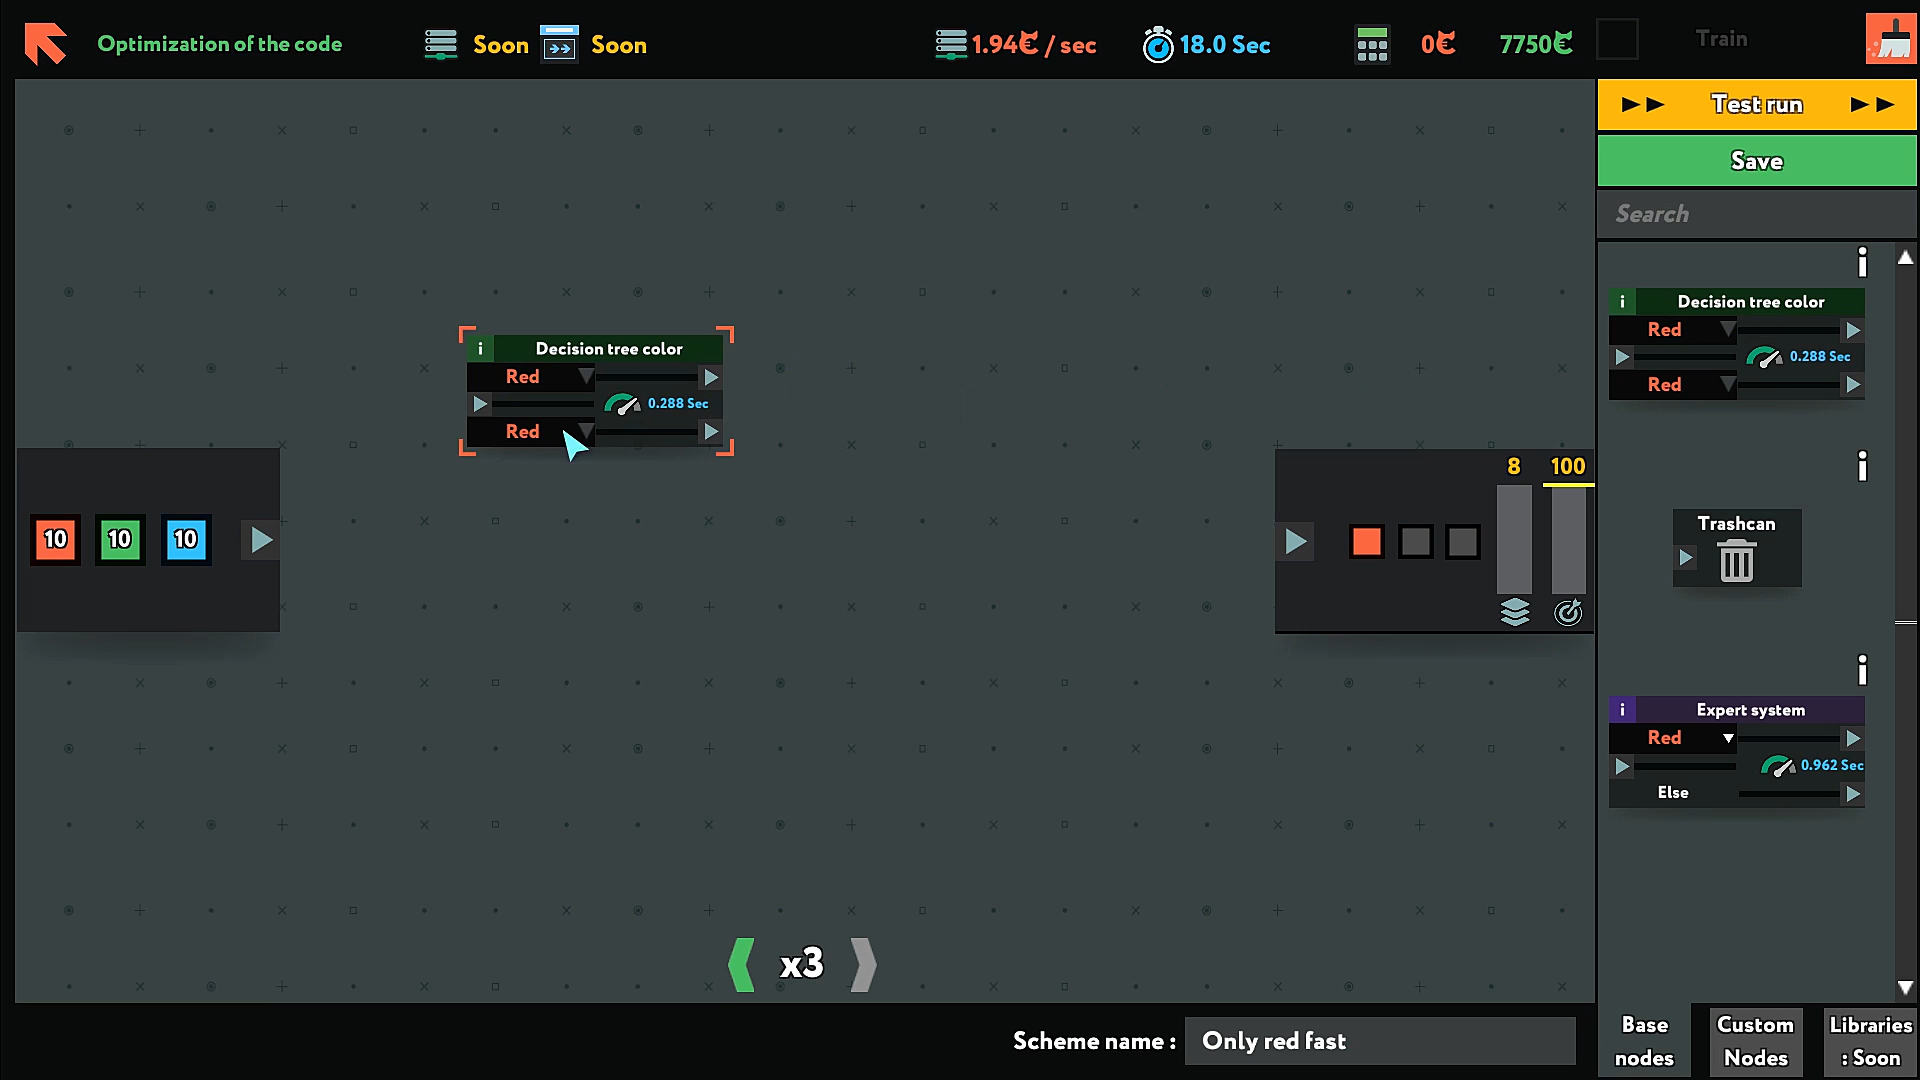 Optimization of the code
Soon
Soon
1.94€ / sec
18.0 Sec
0€
7750€
Train
Test run
Save
Search
i
i Decision tree color
Red
0.288 Sec
Red
i
Trashcan
i
i Expert system
Red
0.962 Sec
Else
i Decision tree color
Red
0.288 Sec
Red
10 10 10
8 100
x3
Scheme name : Only red fast
Base nodes
Custom Nodes
Libraries : Soon